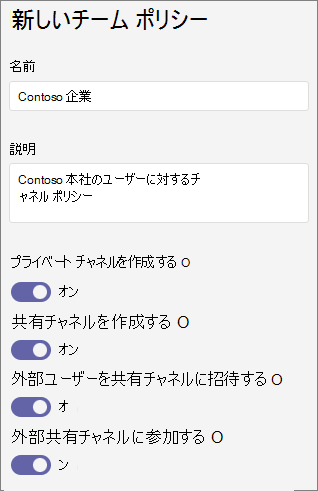 新しいチーム ポリシー
名前
Contoso 企業
説明
Contoso 本社のユーザーに対するチ
ャネル ポリシー
プライベート チャネルを作成する O
オン
共有チャネルを作成する O
オン
外部ユーザーを共有チャネルに招待する O
オ
外部共有チャネルに参加する O
ン